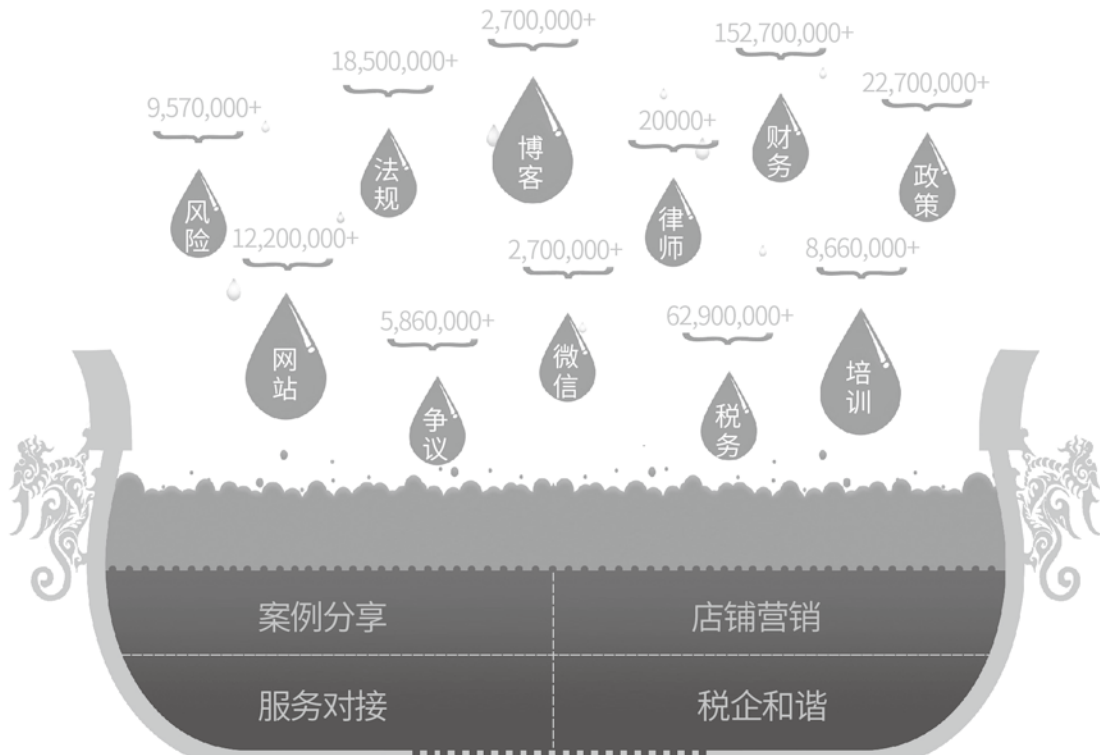 2,700,000+
博客
152,700,000+
财务
18,500,000+
法规
22,700,000+
政策
9,570,000+
风险
20000+
律师
12,200,000+
网站
2,700,000+
微信
8,660,000+
培训
5,860,000+
争议
62,900,000+
税务
案例分享
店铺营销
服务对接
税企和谐